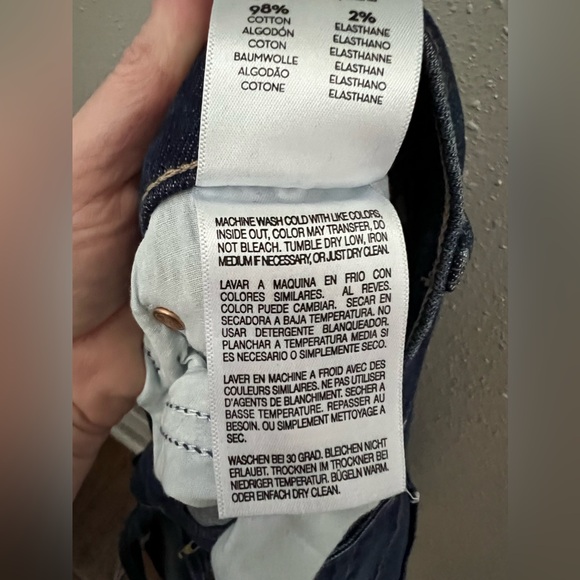 98%
COTTON
ALGODÓN
COTON
BAUMWOLLE
ALGODÃO
COTONE
2%
ELASTHANE
ELASTHANO
ELASTHANNE
ELASTHAN
ELASTHANO
ELASTHANE
MACHINE WASH COLD WITH LIKE COLORS,
INSIDE OUT, COLOR MAY TRANSFER, DO
NOT BLEACH. TUMBLE DRY LOW, IRON
MEDIUM IF NECESSARY, OR JUST DRY CLEAN.
LAVAR A MAQUINA EN FRIO CON
COLORES SIMILARES. AL REVES.
COLOR PUEDE CAMBIAR. SECAR EN
SECADORA A BAJA TEMPERATURA. NO
USAR DETERGENTE BLANQUEADOR.
PLANCHAR A TEMPERATURA MEDIA SI
ES NECESARIO O SIMPLEMENTE SECO.
LAVER EN MACHINE A FROID AVEC DES
COULEURS SIMILAIRES. NE PAS UTILISER
D'AGENTS DE BLANCHIMENT. SECHER A
BASSE TEMPERATURE. REPASSER AU
BESOIN. OU SIMPLEMENT METTOYAGE A
SEC.
WASCHEN BEI 30 GRAD. BLEICHEN NICHT
ERLAUBT. TROCKNEN IM TROCKNER BEI
NIEDRIGER TEMPERATUR. BÜGELN WARM.
ODER EINFACH DRY CLEAN.